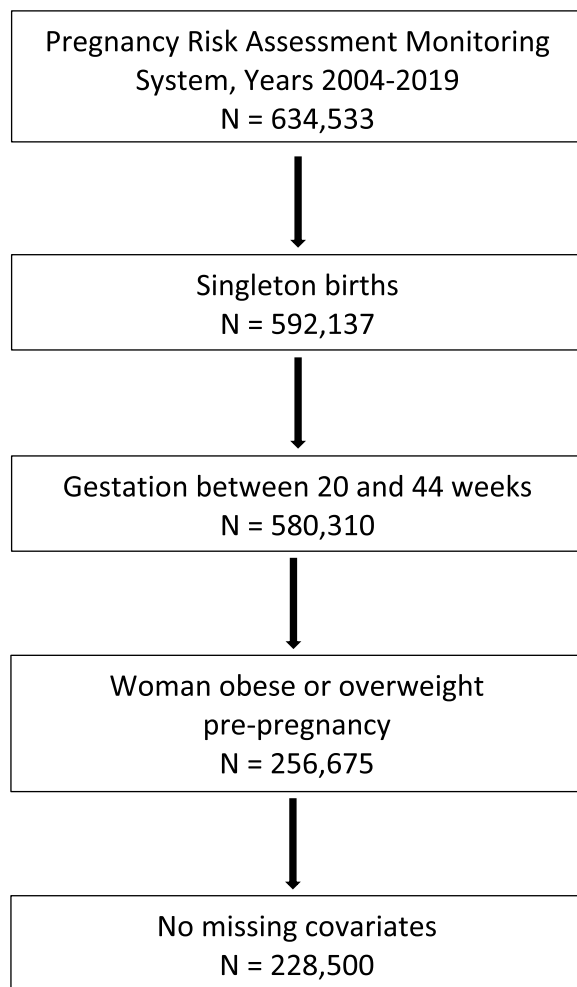 Pregnancy Risk Assessment Monitoring
System, Years 2004-2019
N = 634,533
Singleton births
N = 592,137
Gestation between 20 and 44 weeks
N = 580,310
Woman obese or overweight
pre-pregnancy
N = 256,675
No missing covariates
N = 228,500